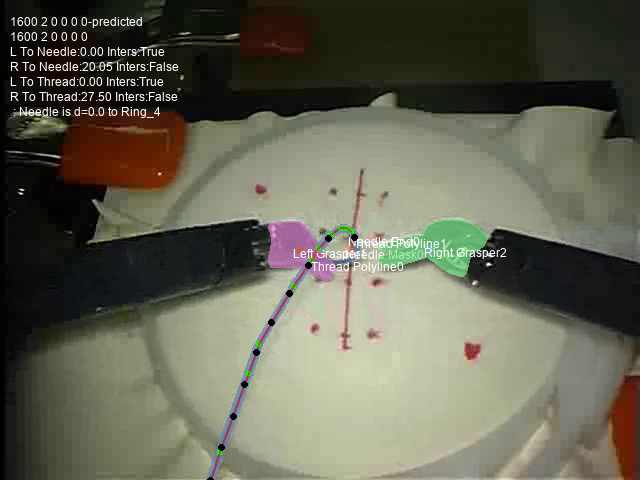 1600 2 0 0 0 0-predicted
1600 2 0 0 0 0
L To Needle:0.00 Inters:True
R To Needle:20.05 Inters:False
L To Thread:0.00 Inters:True
R To Thread:27.50 Inters:False
: Needle is d=0.0 to Ring_4
Thread Polyline1
Right Grasper2
Thread Polyline0